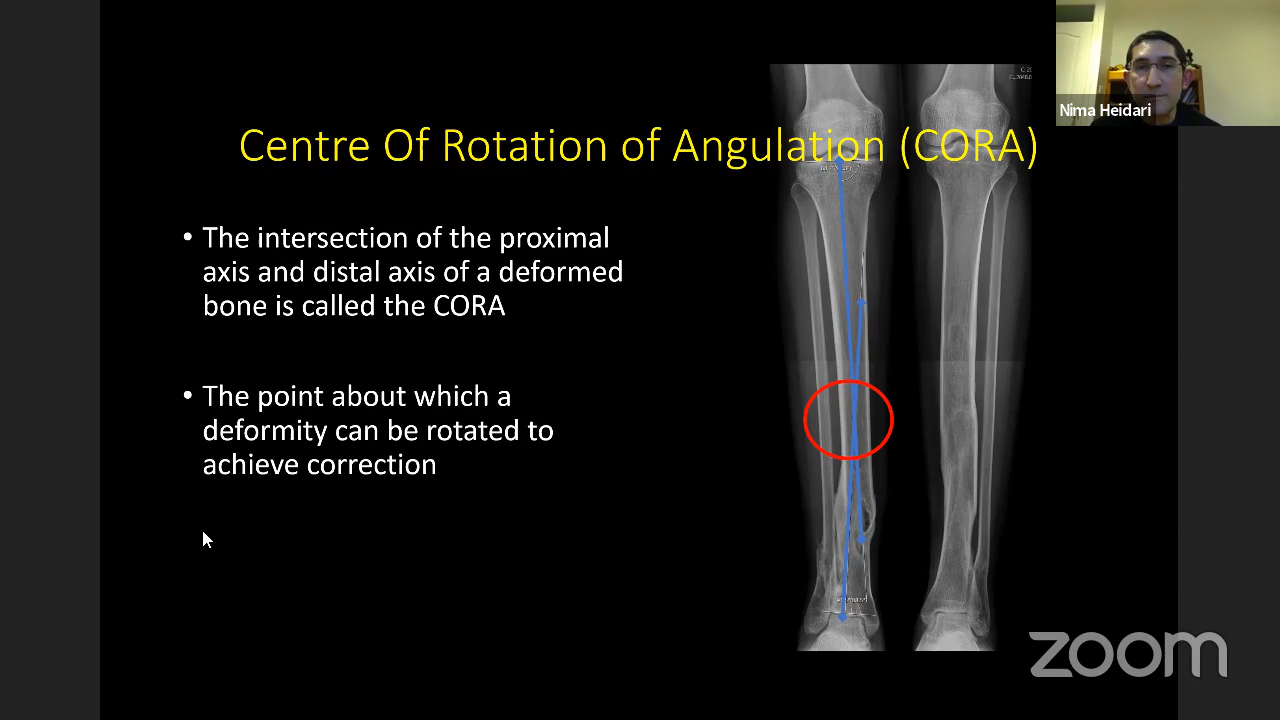 Nima Heidari
Centre Of Rotation of Angulation (CORA)
• The intersection of the proximal
axis and distal axis of a deformed
bone is called the CORA
• The point about which a
deformity can be rotated to
achieve correction
zoom